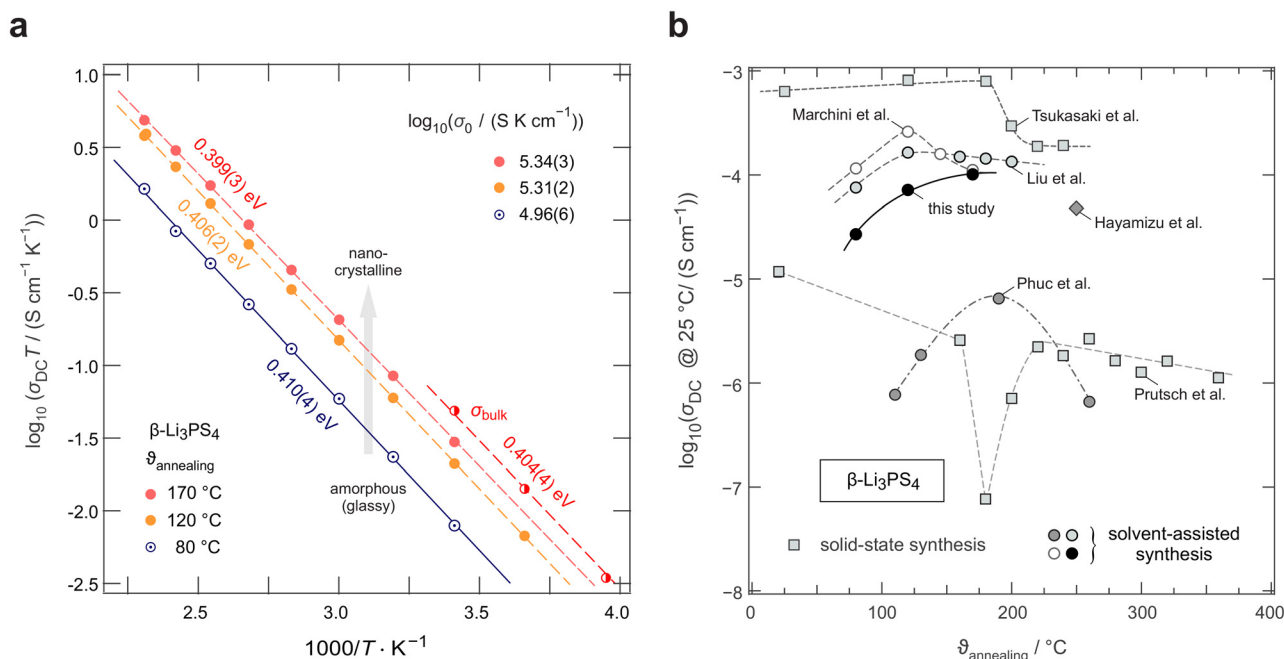 a
log₁₀ (σDC T / (S cm⁻¹ K⁻¹))
1.0
0.5
0
-0.5
-1.0
-1.5
-2.0
-2.5
2.5
3.0
3.5
4.0
1000/T · K⁻¹
log₁₀(σ₀ / (S K cm⁻¹))
5.34(3)
5.31(2)
4.96(6)
0.399(3) eV
0.406(2) eV
0.410(4) eV
nano-
crystalline
amorphous
(glassy)
σbulk
0.404(4) eV
β-Li₃PS₄
ϑannealing
170 °C
120 °C
80 °C
b
log₁₀(σDC @ 25 °C/ (S cm⁻¹)
−3
−4
−5
−6
−7
−8
0
100
200
300
400
ϑannealing / °C
Marchini et al.
Tsukasaki et al.
Liu et al.
this study
Hayamizu et al.
Phuc et al.
Prutsch et al.
β-Li₃PS₄
solid-state synthesis
solvent-assisted
synthesis